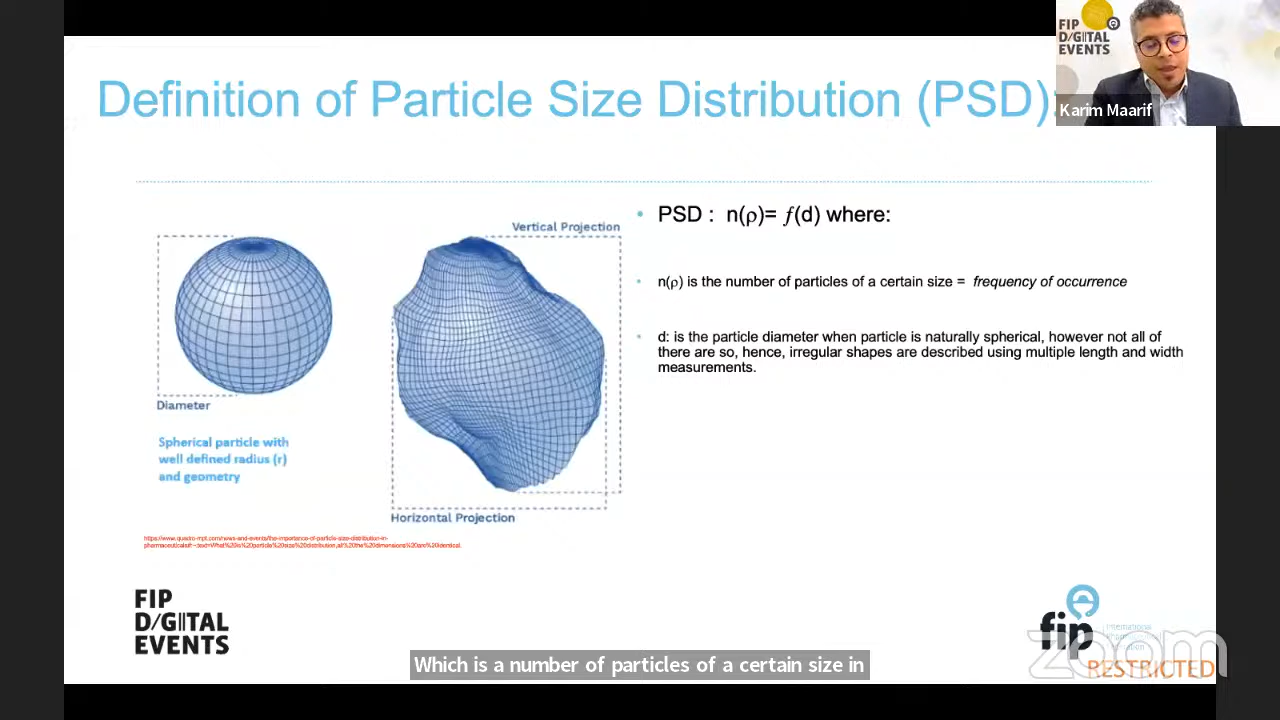 FIP
D/GITAL
EVENTS
Karim Maarif
Definition of Particle Size Distribution (PSD):
Vertical Projection
Diameter
Spherical particle with
well defined radius (r)
and geometry
Horizontal Projection
• PSD : n(ρ)= f(d) where:
• n(ρ) is the number of particles of a certain size = frequency of occurrence
• d: is the particle diameter when particle is naturally spherical, however not all of
there are so, hence, irregular shapes are described using multiple length and width
measurements.
FIP
D/GITAL
EVENTS
fip
International
zoom
RESTRICTED
Which is a number of particles of a certain size in